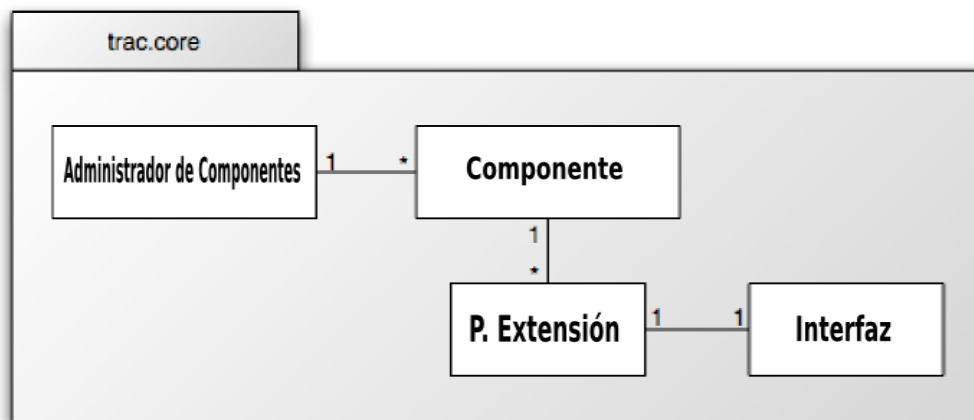 trac.core
Administrador de Componentes
1
*
Componente
1
*
P. Extensión
1
1
Interfaz